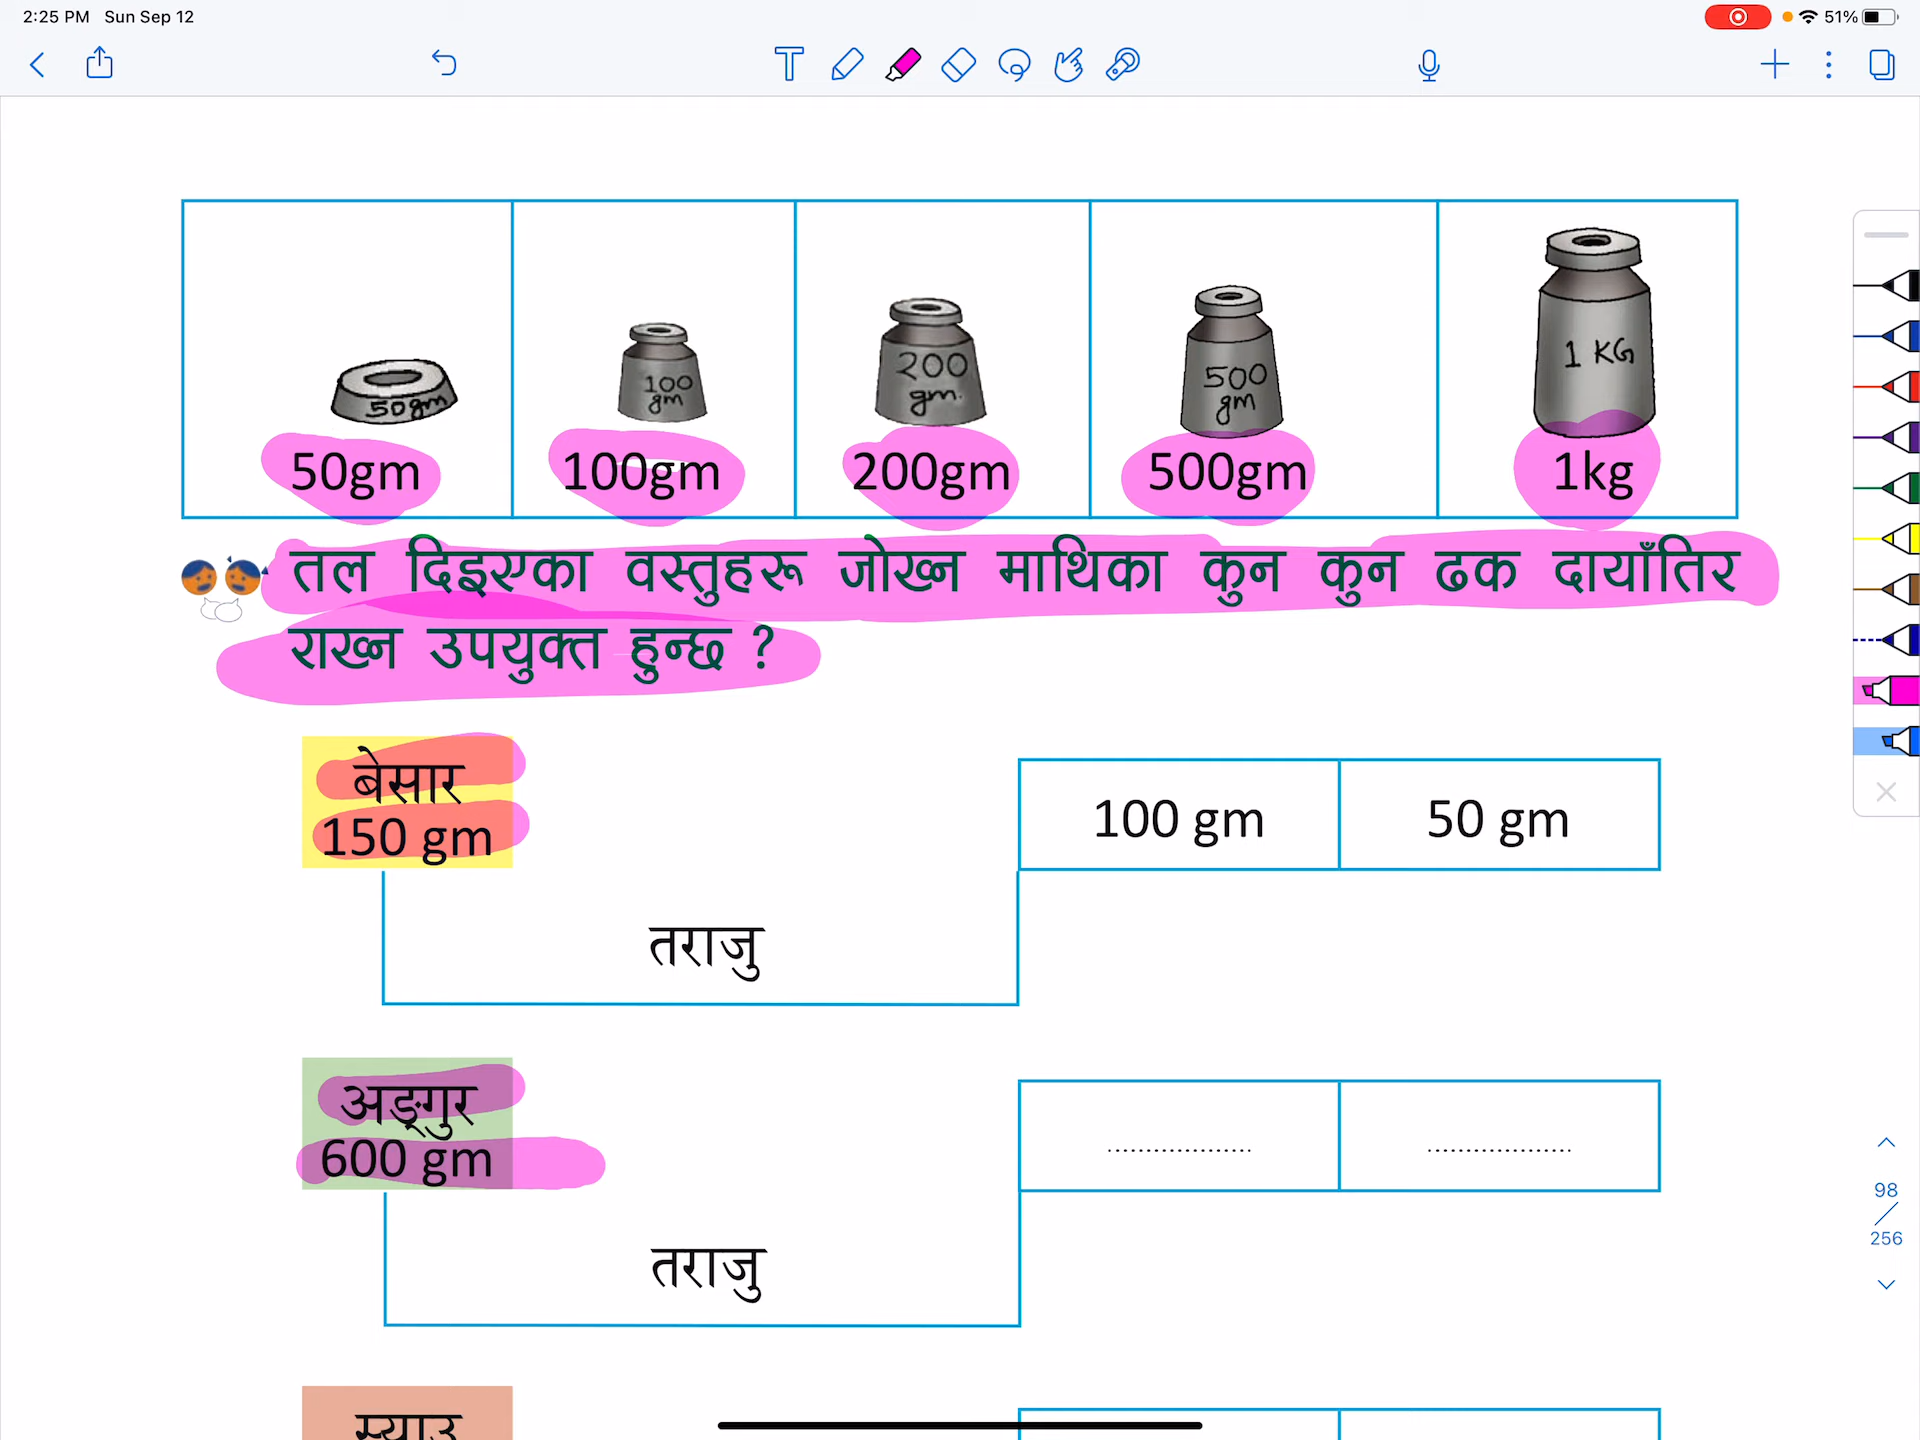 2:25 PM Sun Sep 12
51%
50gm
100
gm
200
gm.
500
gm
1 KG
50gm 100gm 200gm 500gm 1kg
तल दिइएका वस्तुहरू जोख्न माथिका कुन कुन ढक दायाँतिर
राख्न उपयुक्त हुन्छ ?
बेसार
150 gm
100 gm 50 gm
तराजु
अङ्गुर
600 gm
.................. ..................
तराजु
98
/
256
स्याउ